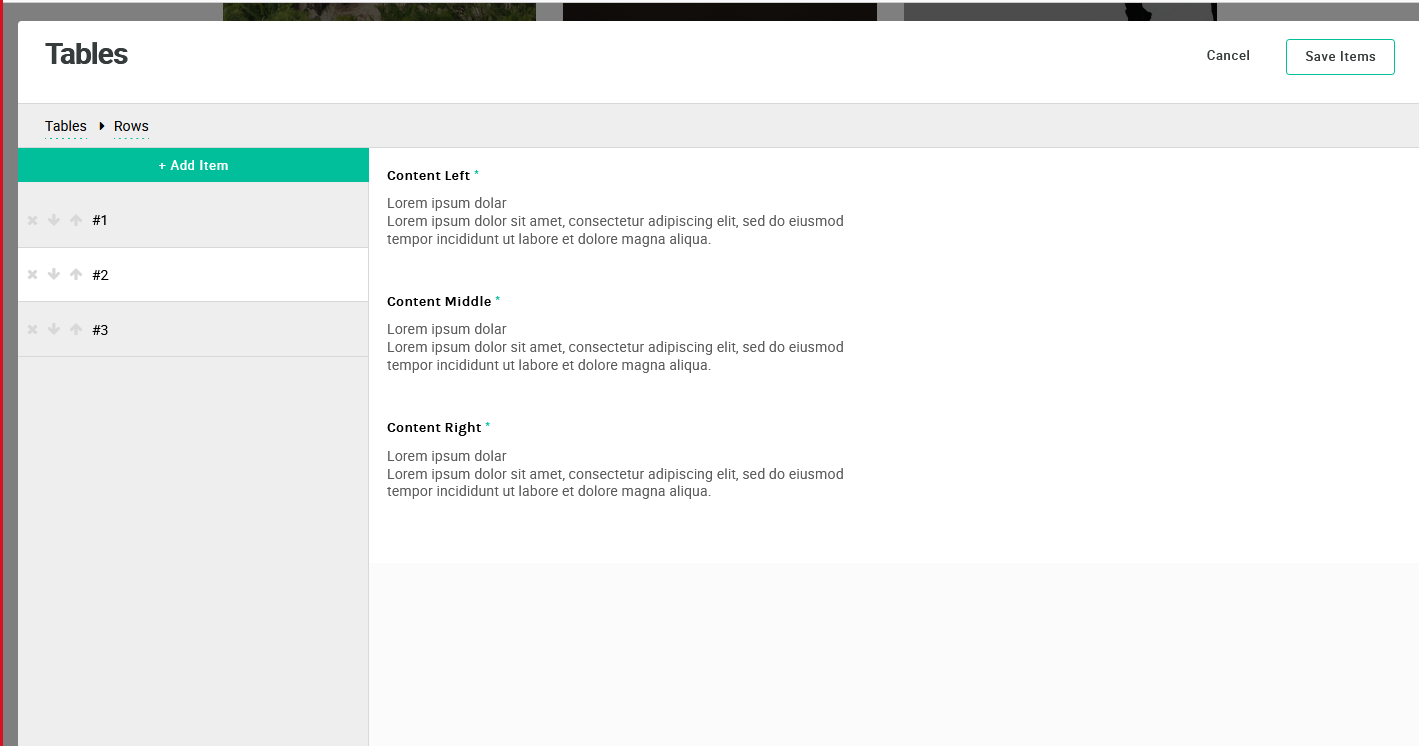 Tables
Cancel
Save Items
Tables Rows
+ Add Item
#1
#2
#3
Content Left *
Lorem ipsum dolar
Lorem ipsum dolor sit amet, consectetur adipiscing elit, sed do eiusmod
tempor incididunt ut labore et dolore magna aliqua.
Content Middle *
Lorem ipsum dolar
Lorem ipsum dolor sit amet, consectetur adipiscing elit, sed do eiusmod
tempor incididunt ut labore et dolore magna aliqua.
Content Right *
Lorem ipsum dolar
Lorem ipsum dolor sit amet, consectetur adipiscing elit, sed do eiusmod
tempor incididunt ut labore et dolore magna aliqua.